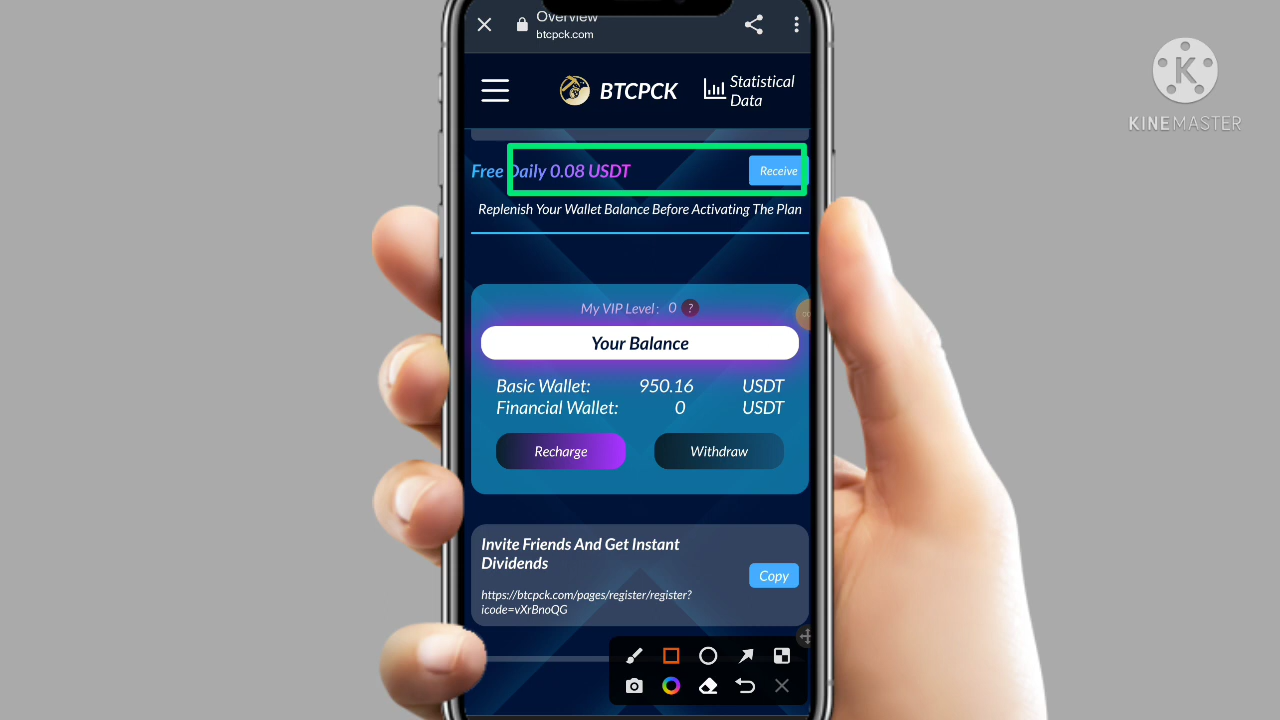 Overview
btcpck.com
BTCPCK
Statistical
Data
Free Daily 0.08 USDT
Receive
Replenish Your Wallet Balance Before Activating The Plan
My VIP Level: 0 ?
Your Balance
Basic Wallet: 950.16 USDT
Financial Wallet: 0 USDT
Recharge
Withdraw
Invite Friends And Get Instant
Dividends
Copy
https://btcpck.com/pages/register/register?
icode=vXrBnoQG
K
KINEMASTER